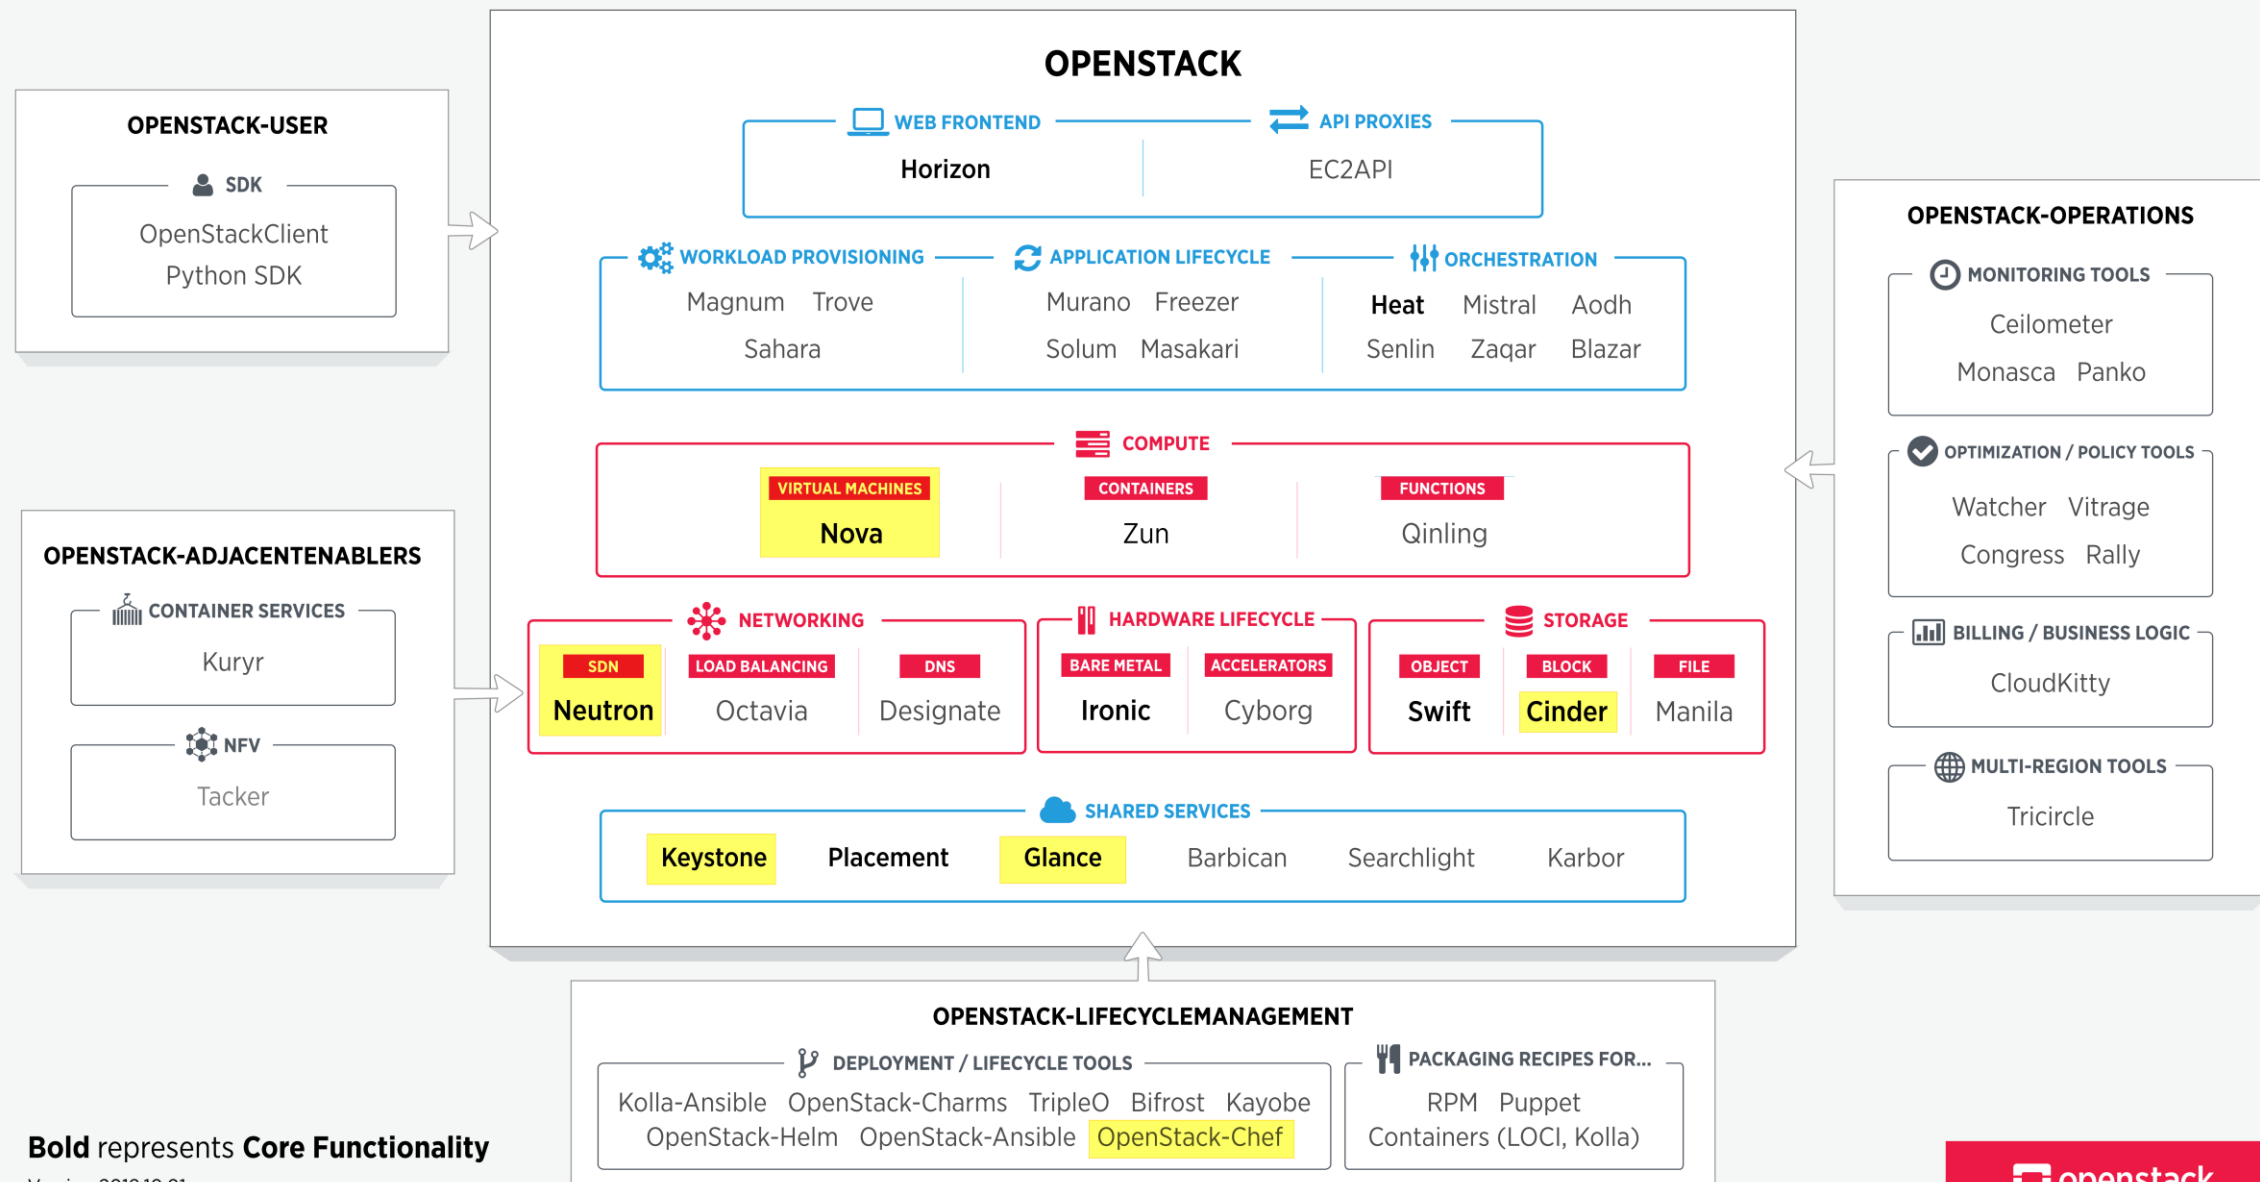 OPENSTACK
WEB FRONTEND
Horizon
API PROXIES
EC2API
WORKLOAD PROVISIONING
Magnum Trove
Sahara
APPLICATION LIFECYCLE
Murano Freezer
Solum Masakari
ORCHESTRATION
Heat Mistral Aodh
Senlin Zaqar Blazar
COMPUTE
VIRTUAL MACHINES
Nova
CONTAINERS
Zun
FUNCTIONS
Qinling
NETWORKING
SDN
Neutron
LOAD BALANCING
Octavia
DNS
Designate
HARDWARE LIFECYCLE
BARE METAL
Ironic
ACCELERATORS
Cyborg
STORAGE
OBJECT
Swift
BLOCK
Cinder
FILE
Manila
SHARED SERVICES
Keystone Placement Glance Barbican Searchlight Karbor
OPENSTACK-USER
SDK
OpenStackClient
Python SDK
OPENSTACK-ADJACENTENABLERS
CONTAINER SERVICES
Kuryr
NFV
Tacker
OPENSTACK-OPERATIONS
MONITORING TOOLS
Ceilometer
Monasca Panko
OPTIMIZATION / POLICY TOOLS
Watcher Vitrage
Congress Rally
BILLING / BUSINESS LOGIC
CloudKitty
MULTI-REGION TOOLS
Tricircle
OPENSTACK-LIFECYCLEMANAGEMENT
DEPLOYMENT / LIFECYCLE TOOLS
Kolla-Ansible OpenStack-Charms TripleO Bifrost Kayobe
OpenStack-Helm OpenStack-Ansible OpenStack-Chef
PACKAGING RECIPES FOR...
RPM Puppet
Containers (LOCI, Kolla)
Bold represents Core Functionality
openstack